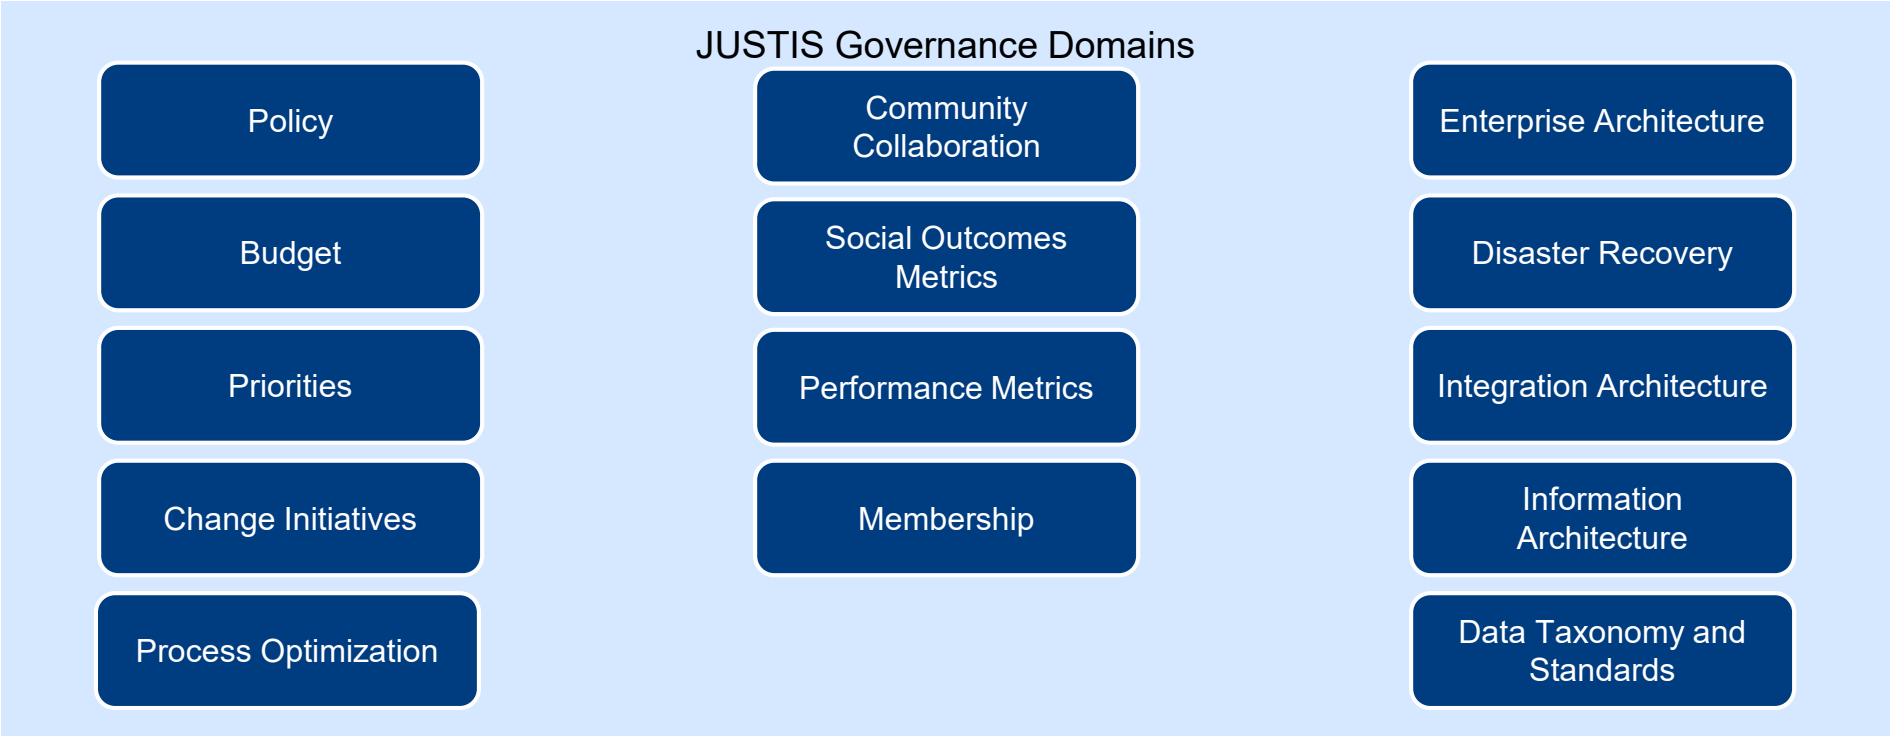 JUSTIS Governance Domains
Policy
Budget
Priorities
Change Initiatives
Process Optimization
Community
Collaboration
Social Outcomes
Metrics
Performance Metrics
Membership
Enterprise Architecture
Disaster Recovery
Integration Architecture
Information
Architecture
Data Taxonomy and
Standards